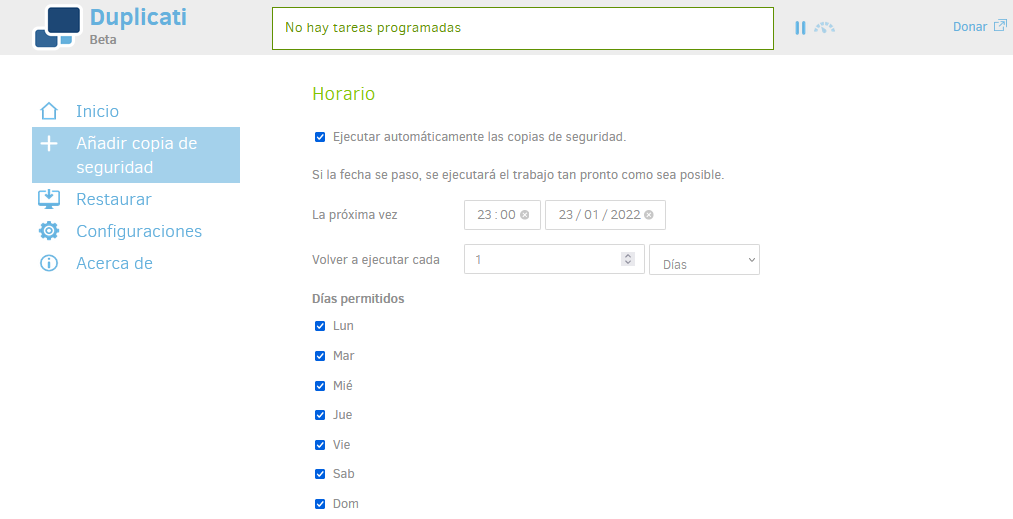 Duplicati
Beta
No hay tareas programadas
Donar
Inicio
Añadir copia de
seguridad
Restaurar
Configuraciones
Acerca de
Horario
Ejecutar automáticamente las copias de seguridad.
Si la fecha se paso, se ejecutará el trabajo tan pronto como sea posible.
La próxima vez 23:00 23/01/2022
Volver a ejecutar cada 1 Días
Días permitidos
Lun
Mar
Mié
Jue
Vie
Sab
Dom